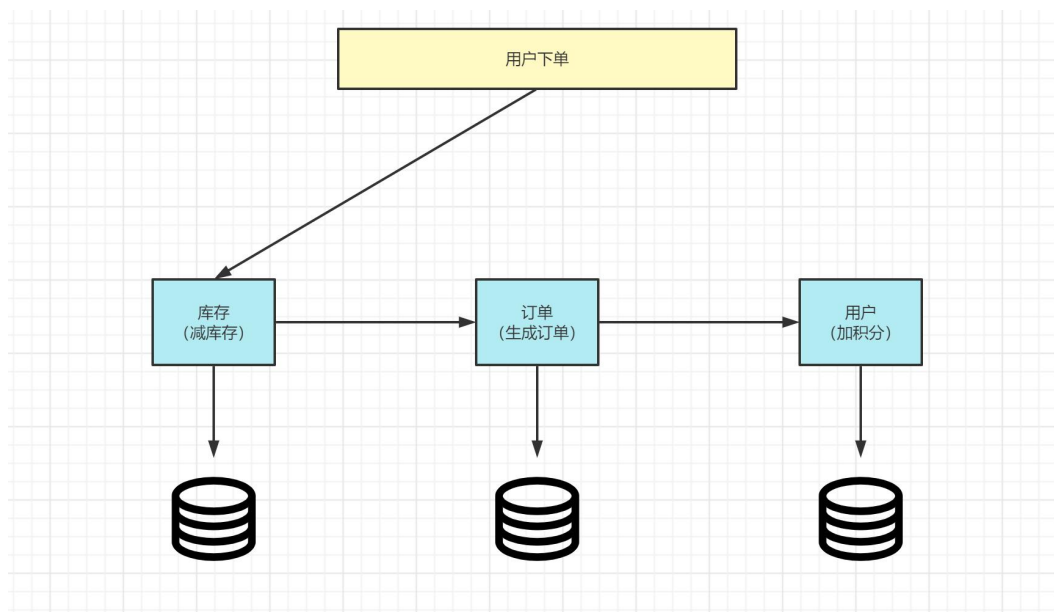 用户下单
库存
（减库存）
订单
（生成订单）
用户
（加积分）